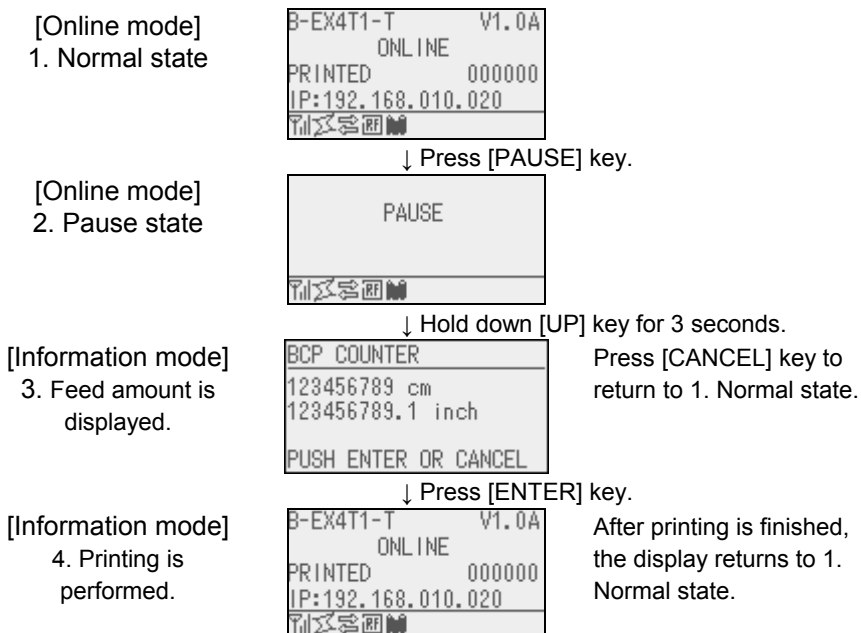 [Online mode]
1. Normal state
B-EX4T1-T V1.0A
ONLINE
PRINTED 000000
IP:192.168.010.020
RF
↓ Press [PAUSE] key.
[Online mode]
2. Pause state
PAUSE
RF
↓ Hold down [UP] key for 3 seconds.
[Information mode]
3. Feed amount is
displayed.
BCP COUNTER
123456789 cm
123456789.1 inch
PUSH ENTER OR CANCEL
Press [CANCEL] key to
return to 1. Normal state.
↓ Press [ENTER] key.
[Information mode]
4. Printing is
performed.
B-EX4T1-T V1.0A
ONLINE
PRINTED 000000
IP:192.168.010.020
RF
After printing is finished,
the display returns to 1.
Normal state.